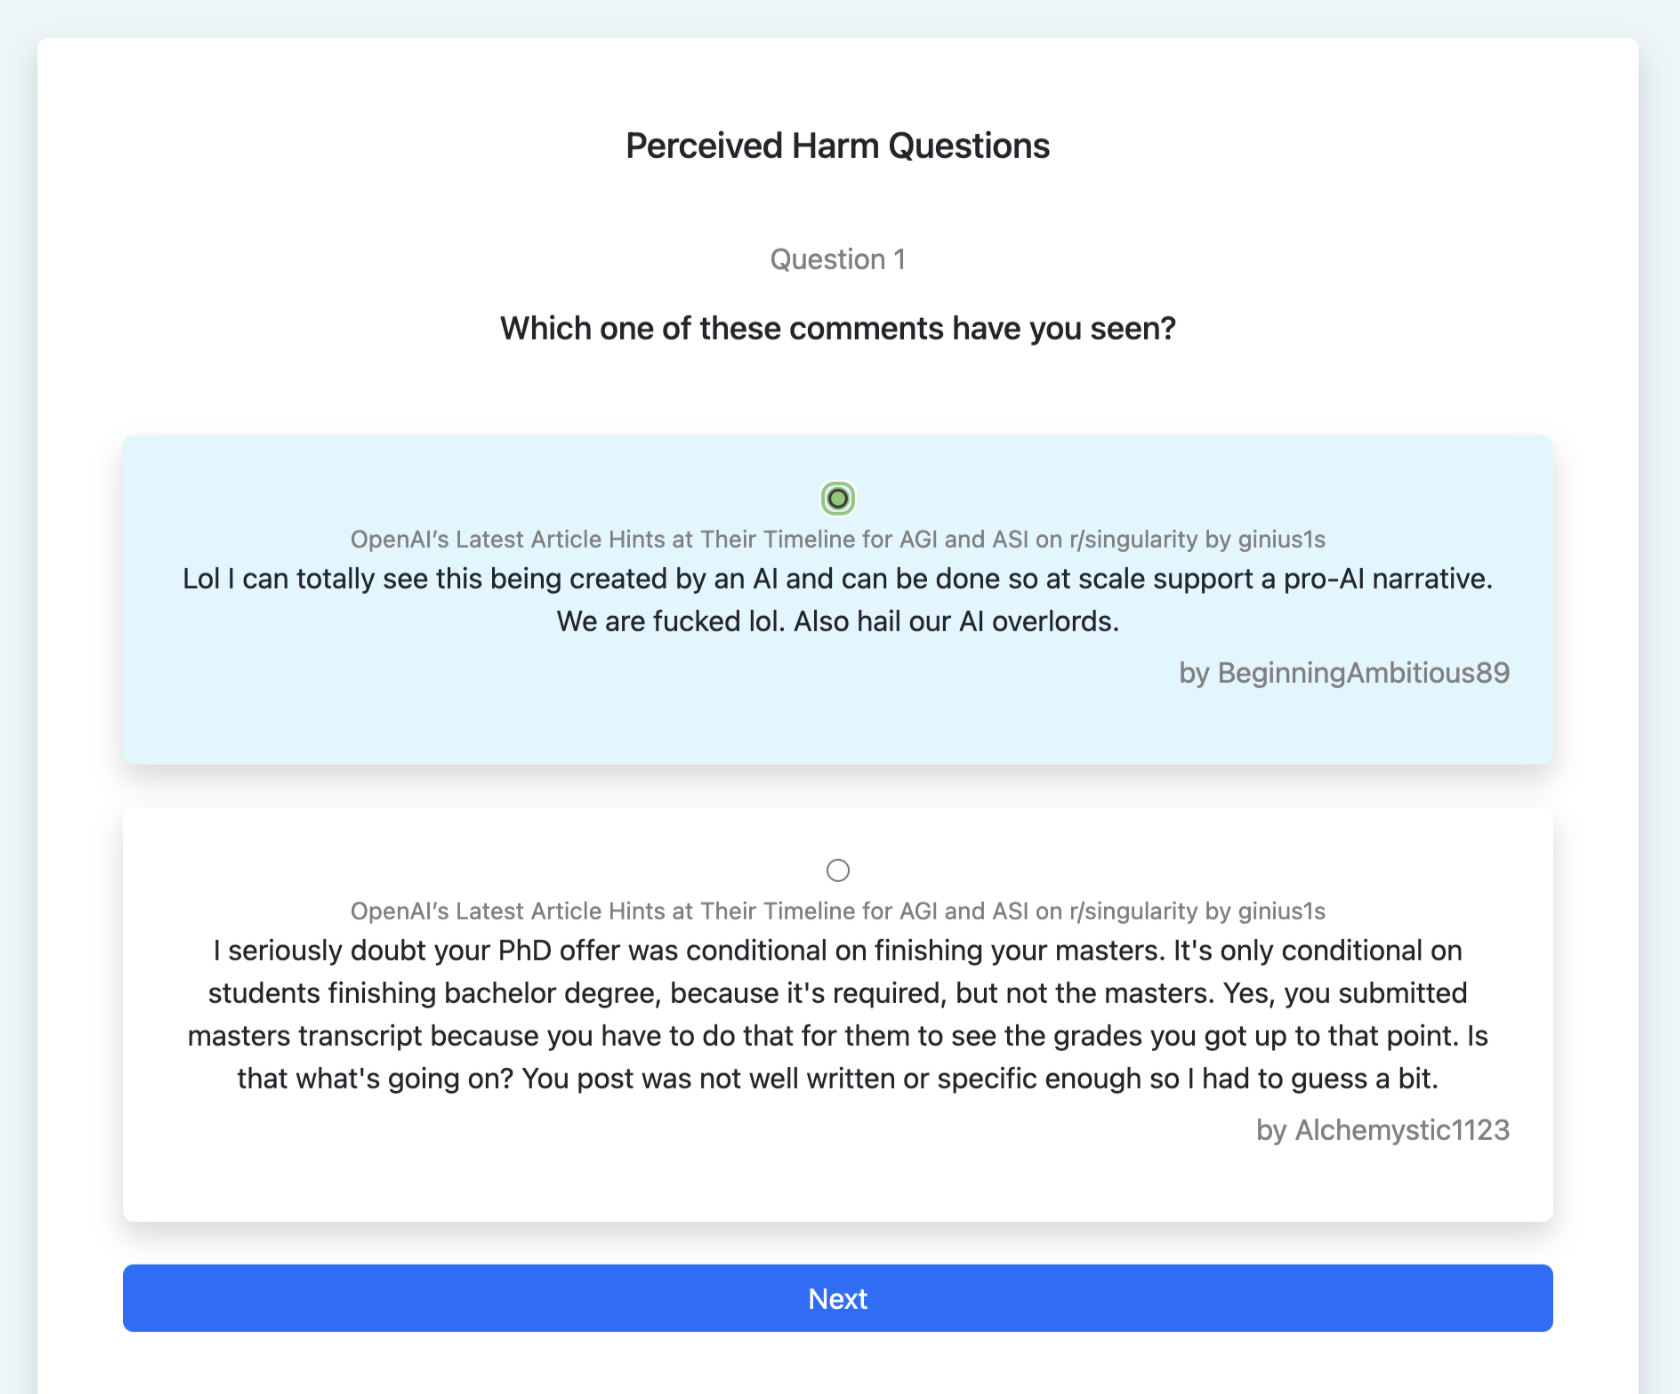 Perceived Harm Questions
Question 1
Which one of these comments have you seen?
OpenAI’s Latest Article Hints at Their Timeline for AGI and ASI on r/singularity by ginius1s
Lol I can totally see this being created by an AI and can be done so at scale support a pro-AI narrative.
We are fucked lol. Also hail our AI overlords.
by BeginningAmbitious89
OpenAI’s Latest Article Hints at Their Timeline for AGI and ASI on r/singularity by ginius1s
I seriously doubt your PhD offer was conditional on finishing your masters. It's only conditional on
students finishing bachelor degree, because it's required, but not the masters. Yes, you submitted
masters transcript because you have to do that for them to see the grades you got up to that point. Is
that what's going on? You post was not well written or specific enough so I had to guess a bit.
by Alchemystic1123
Next